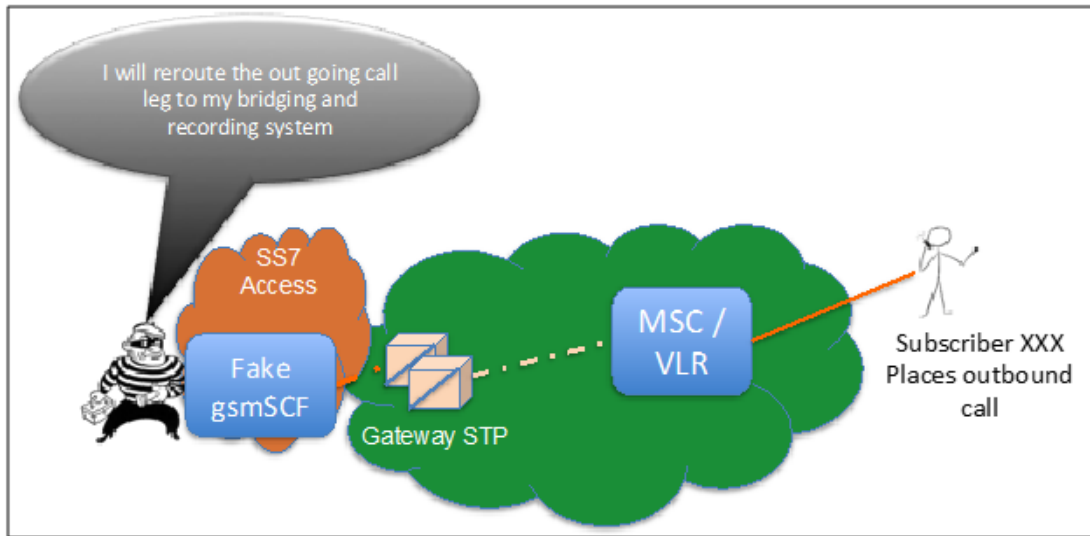 I will reroute the out going call
leg to my bridging and
recording system
SS7
Access
Fake
gsmSCF
Gateway STP
MSC /
VLR
Subscriber XXX
Places outbound
call